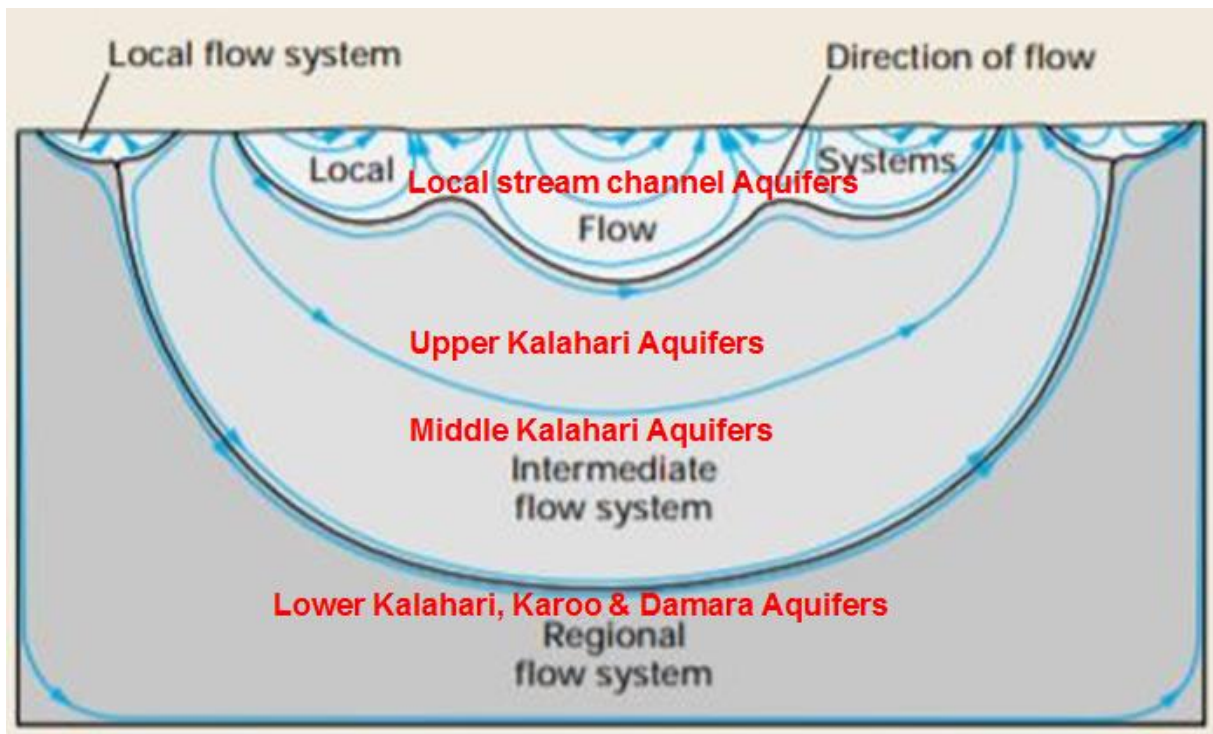 Local flow system
Direction of flow
Local
Systems
Local stream channel Aquifers
Flow
Upper Kalahari Aquifers
Middle Kalahari Aquifers
Intermediate
flow system
Lower Kalahari, Karoo & Damara Aquifers
Regional
flow system